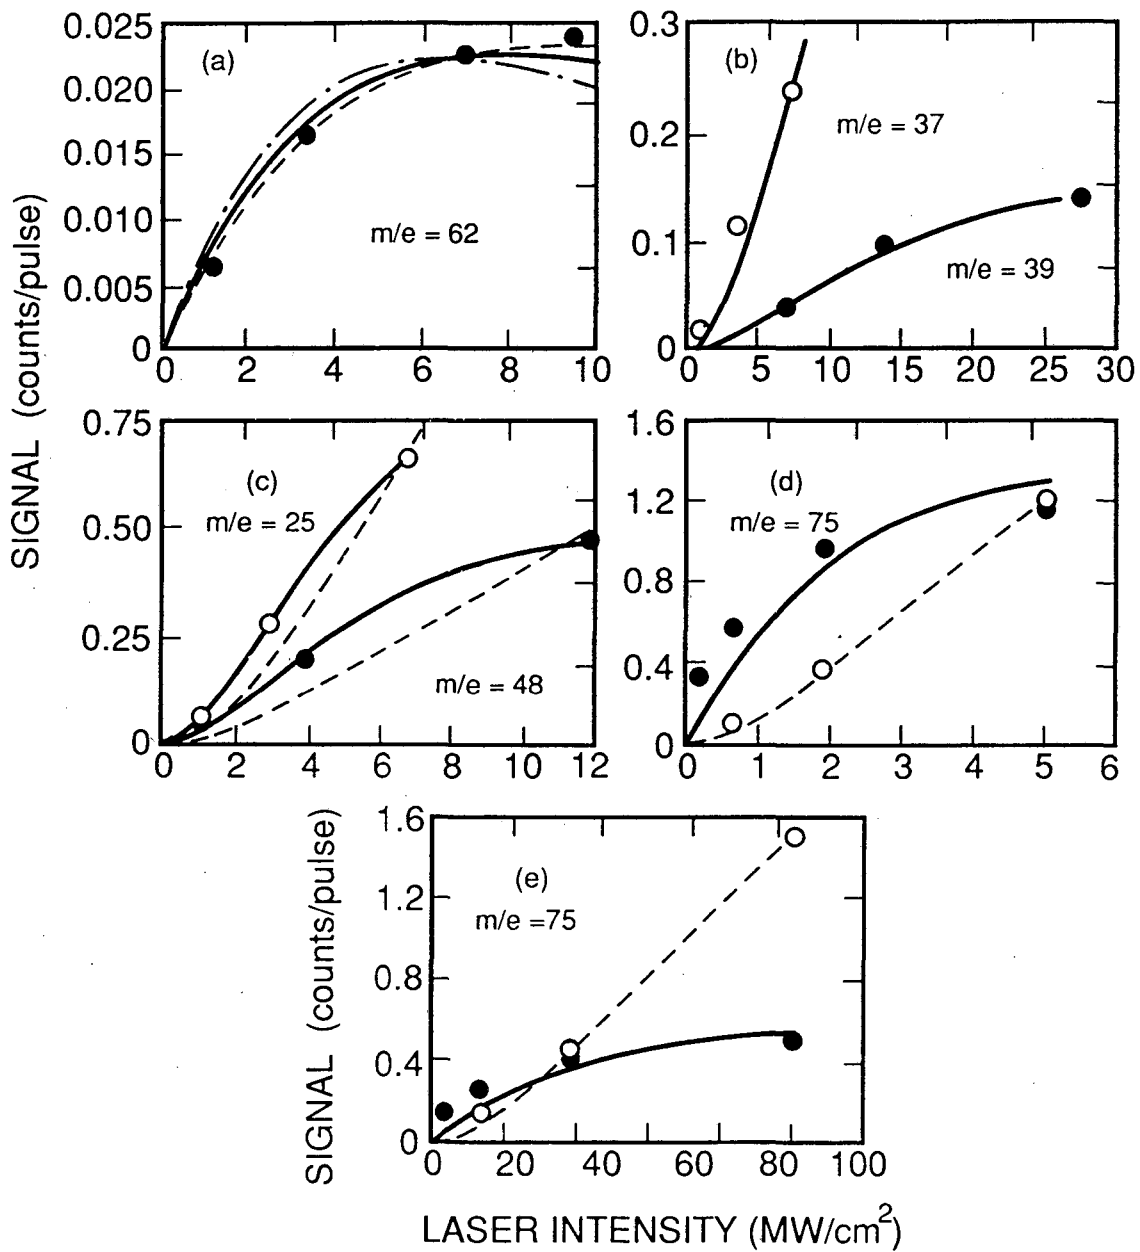 SIGNAL (counts/pulse)
0.025
0.020
0.015
0.010
0.005
0
(a)
m/e = 62
0 2 4 6 8 10
0.3
0.2
0.1
0
(b)
m/e = 37
m/e = 39
0 5 10 15 20 25 30
0.75
0.50
0.25
0
(c)
m/e = 25
m/e = 48
0 2 4 6 8 10 12
1.6
1.2
0.8
0.4
0
(d)
m/e = 75
0 1 2 3 4 5 6
SIGNAL (counts/pulse)
1.6
1.2
0.8
0.4
0
(e)
m/e =75
0 20 40 60 80 100
LASER INTENSITY (MW/cm²)